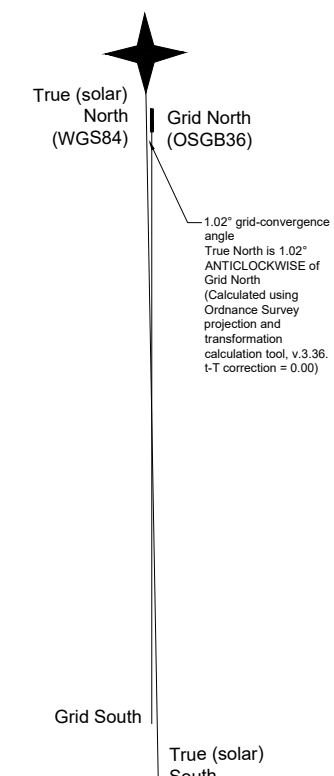 True (solar)
North
(WGS84)
Grid North
(OSGB36)
1.02° grid-convergence
angle
True North is 1.02°
ANTICLOCKWISE of
Grid North
(Calculated using
Ordnance Survey
projection and
transformation
calculation tool, v.3.36.
t-T correction = 0.00)
Grid South
True (solar)
South